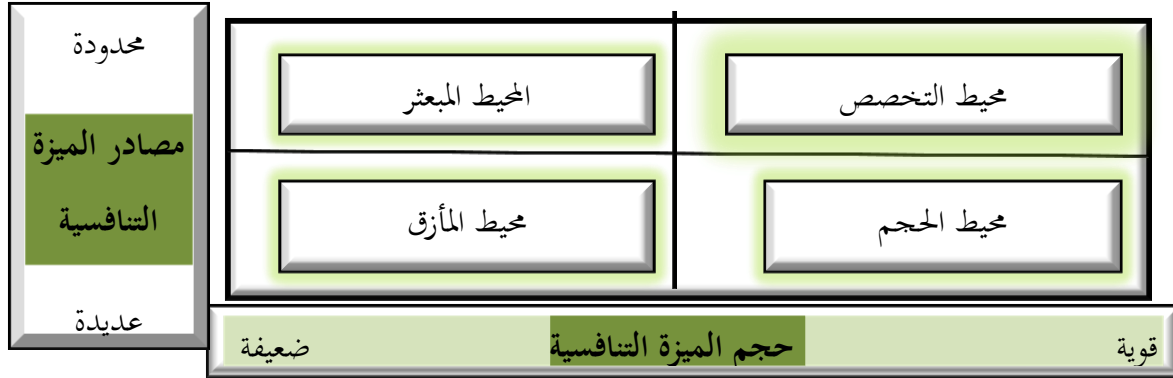 محدودة
مصادر الميزة
التنافسية
عديدة
محيط التخصص
المحيط المبعثر
محيط الحجم
محيط المأزق
قوية
حجم الميزة التنافسية
ضعيفة